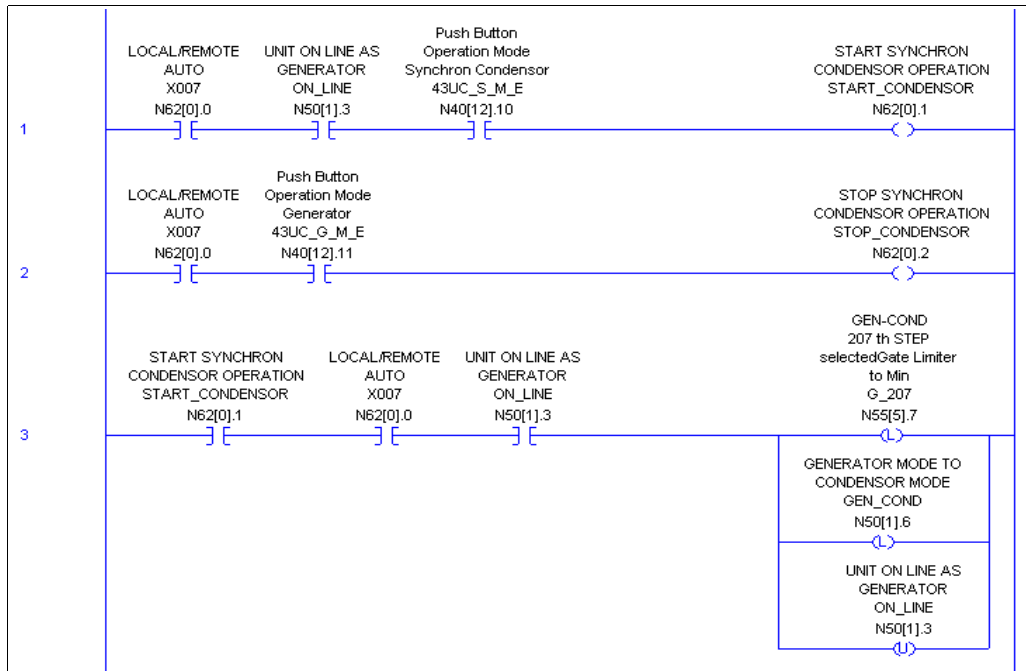 LOCAL/REMOTE
AUTO
X007
N62[0].0
UNIT ON LINE AS
GENERATOR
ON_LINE
N50[1].3
Push Button
Operation Mode
Synchron Condensor
43UC_S_M_E
N40[12].10
START SYNCHRON
CONDENSOR OPERATION
START_CONDENSOR
N62[0].1
1
LOCAL/REMOTE
AUTO
X007
N62[0].0
Push Button
Operation Mode
Generator
43UC_G_M_E
N40[12].11
STOP SYNCHRON
CONDENSOR OPERATION
STOP_CONDENSOR
N62[0].2
2
START SYNCHRON
CONDENSOR OPERATION
START_CONDENSOR
N62[0].1
LOCAL/REMOTE
AUTO
X007
N62[0].0
UNIT ON LINE AS
GENERATOR
ON_LINE
N50[1].3
GEN-COND
207 th STEP
selectedGate Limiter
to Min
G_207
N55[5].7
3
L
GENERATOR MODE TO
CONDENSOR MODE
GEN_COND
N50[1].6
L
UNIT ON LINE AS
GENERATOR
ON_LINE
N50[1].3
U